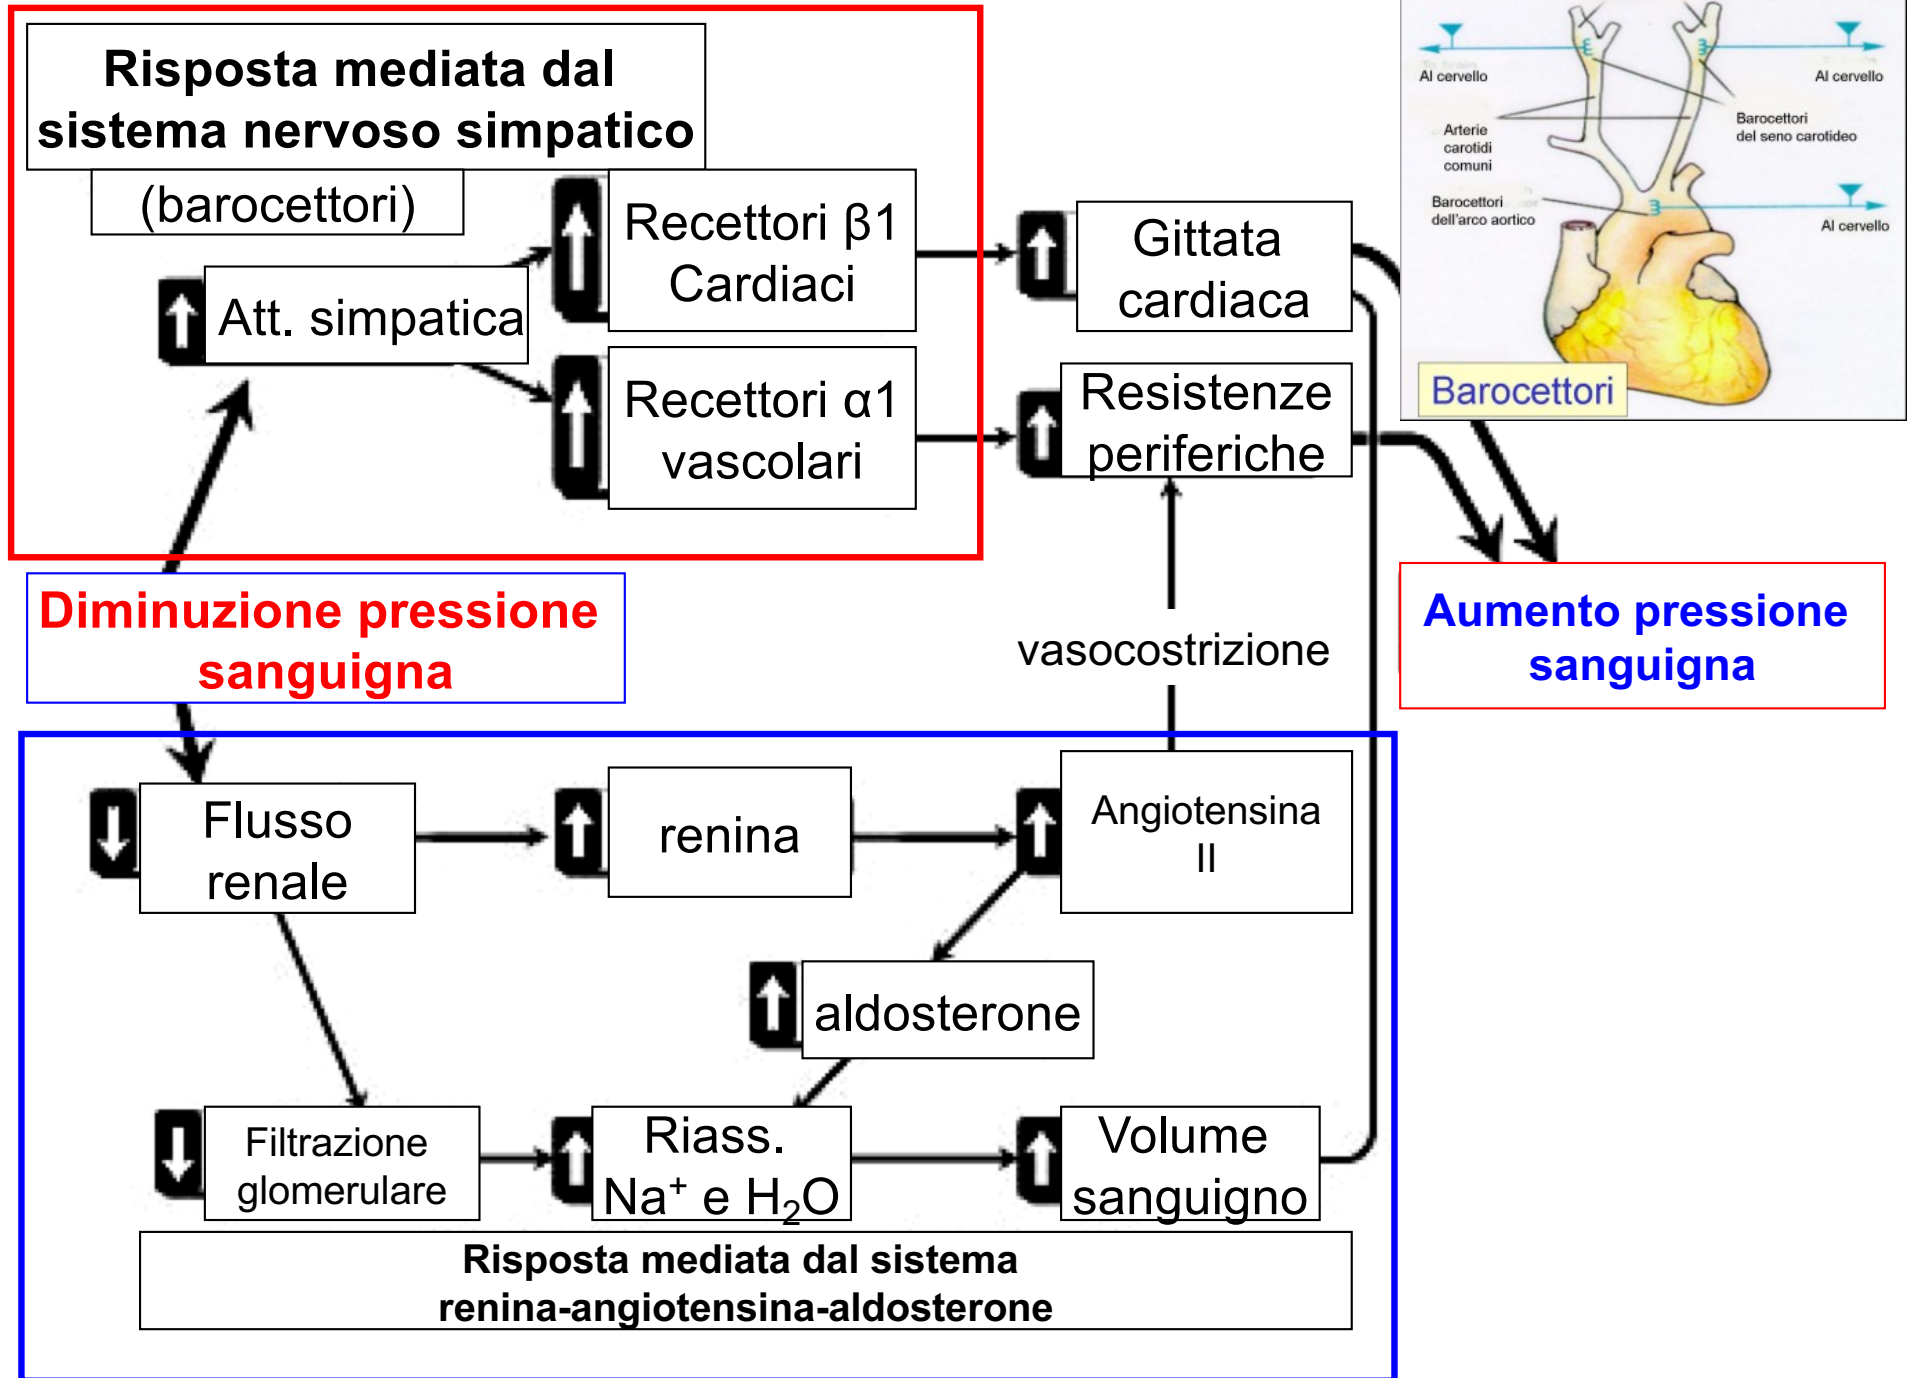 Risposta mediata dal
sistema nervoso simpatico
(barocettori)
Att. simpatica
Recettori β1
Cardiaci
Recettori α1
vascolari
Gittata
cardiaca
Resistenze
periferiche
Al cervello
Al cervello
Arterie
carotidi
comuni
Barocettori
del seno carotideo
Barocettori
dell'arco aortico
Al cervello
Barocettori
Diminuzione pressione
sanguigna
vasocostrizione
Aumento pressione
sanguigna
Flusso
renale
renina
Angiotensina
II
aldosterone
Filtrazione
glomerulare
Riass.
Na⁺ e H₂O
Volume
sanguigno
Risposta mediata dal sistema
renina-angiotensina-aldosterone